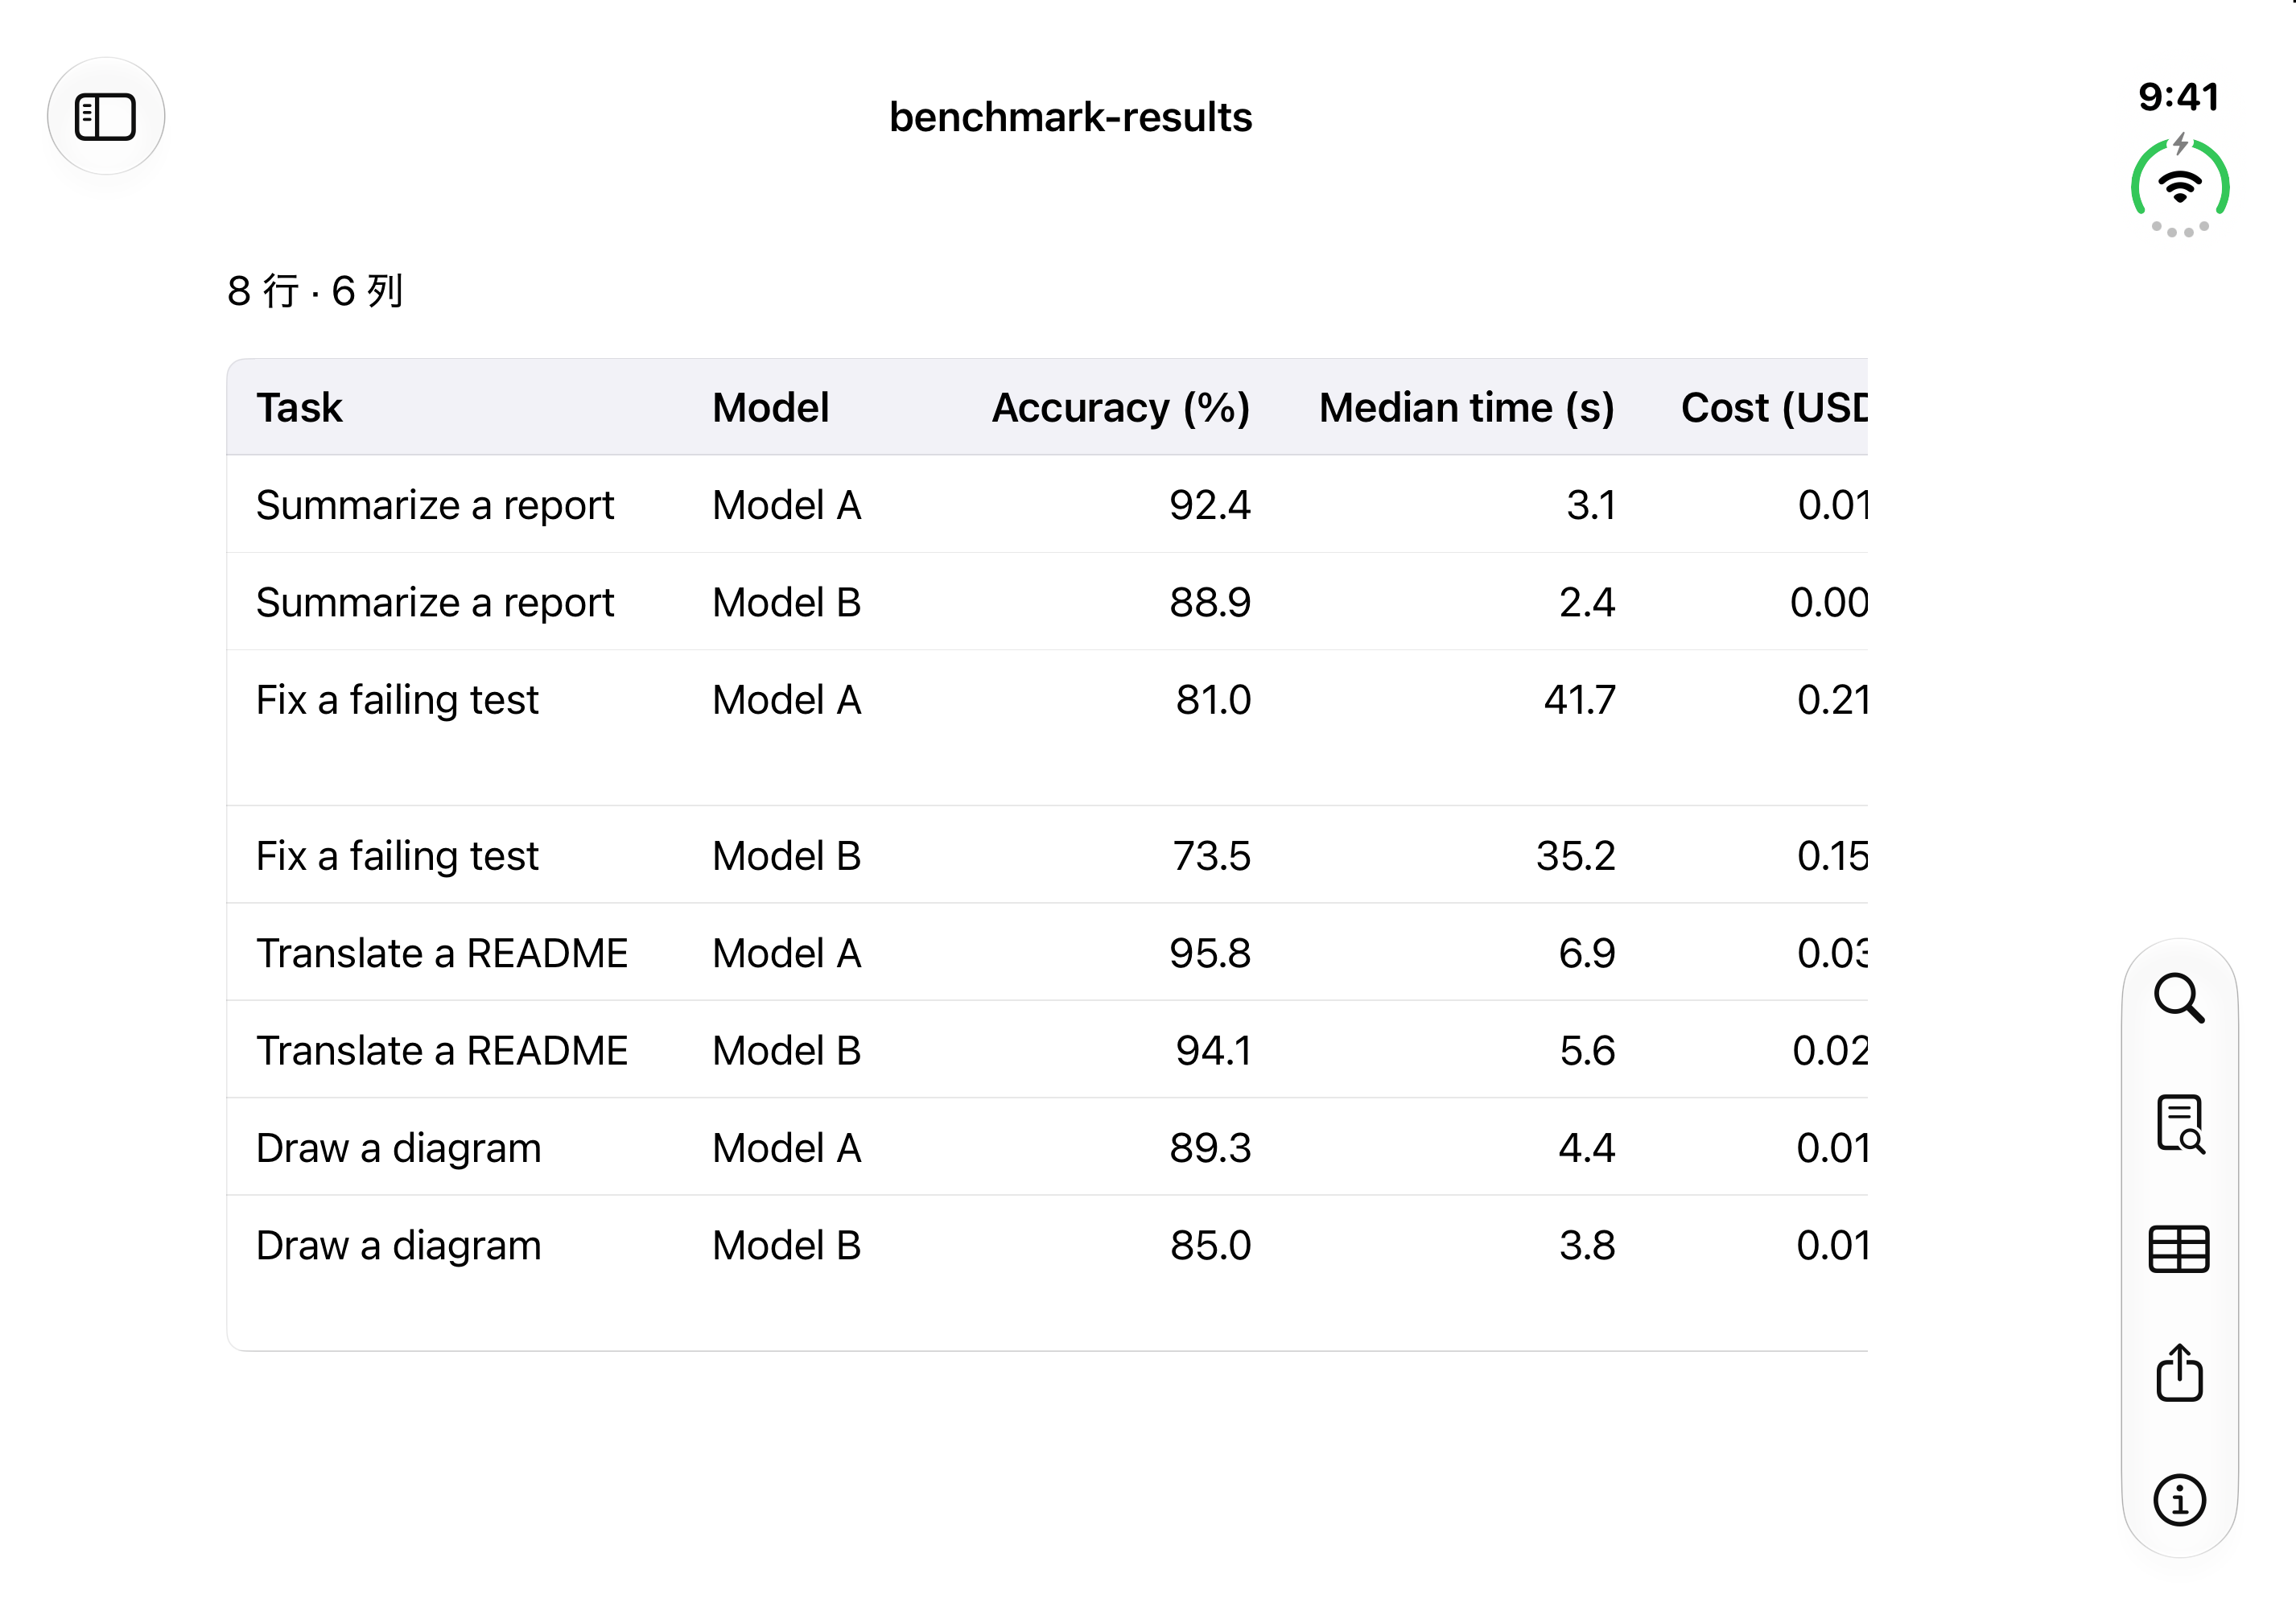 benchmark-results
9:41
8 行 · 6 列
Task Model Accuracy (%) Median time (s) Cost (USD
Summarize a report Model A 92.4 3.1 0.01
Summarize a report Model B 88.9 2.4 0.00
Fix a failing test Model A 81.0 41.7 0.21
Fix a failing test Model B 73.5 35.2 0.15
Translate a README Model A 95.8 6.9 0.03
Translate a README Model B 94.1 5.6 0.02
Draw a diagram Model A 89.3 4.4 0.01
Draw a diagram Model B 85.0 3.8 0.01